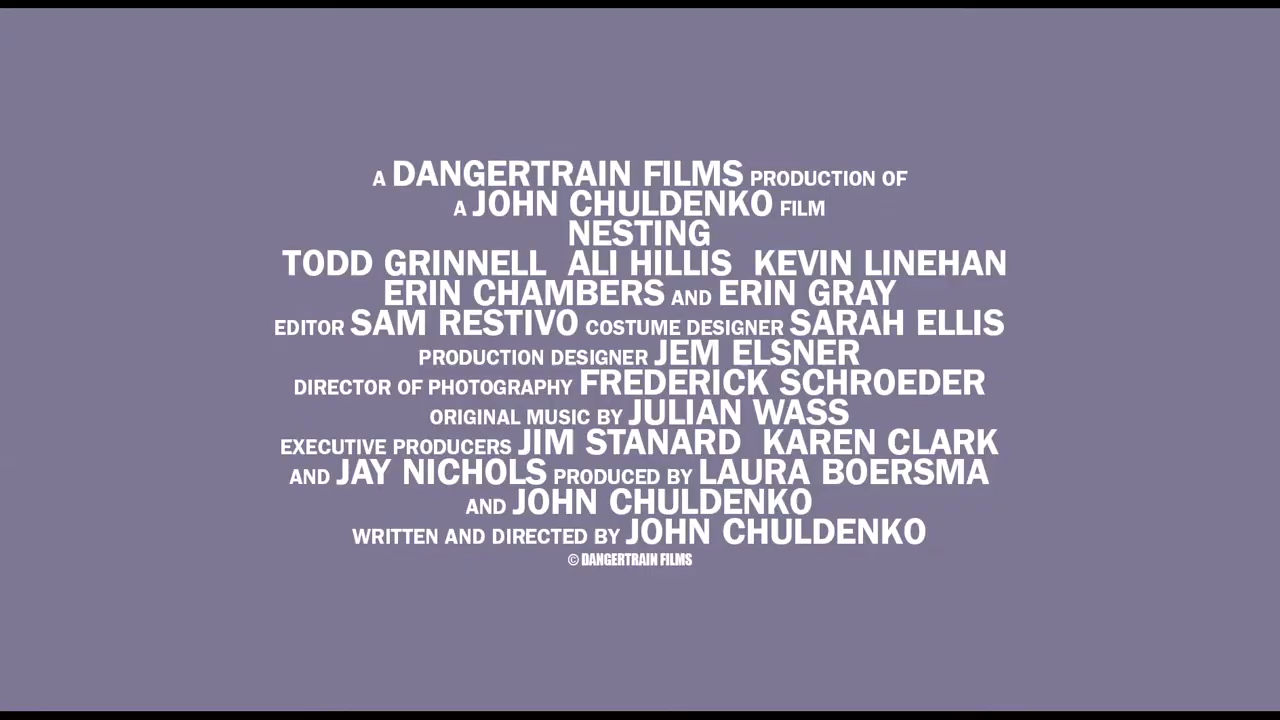 A DANGERTRAIN FILMS PRODUCTION OF
A JOHN CHULDENKO FILM
NESTING
TODD GRINNELL ALI HILLIS KEVIN LINEHAN
ERIN CHAMBERS AND ERIN GRAY
EDITOR SAM RESTIVO COSTUME DESIGNER SARAH ELLIS
PRODUCTION DESIGNER JEM ELSNER
DIRECTOR OF PHOTOGRAPHY FREDERICK SCHROEDER
ORIGINAL MUSIC BY JULIAN WASS
EXECUTIVE PRODUCERS JIM STANARD KAREN CLARK
AND JAY NICHOLS PRODUCED BY LAURA BOERSMA
AND JOHN CHULDENKO
WRITTEN AND DIRECTED BY JOHN CHULDENKO
© DANGERTRAIN FILMS